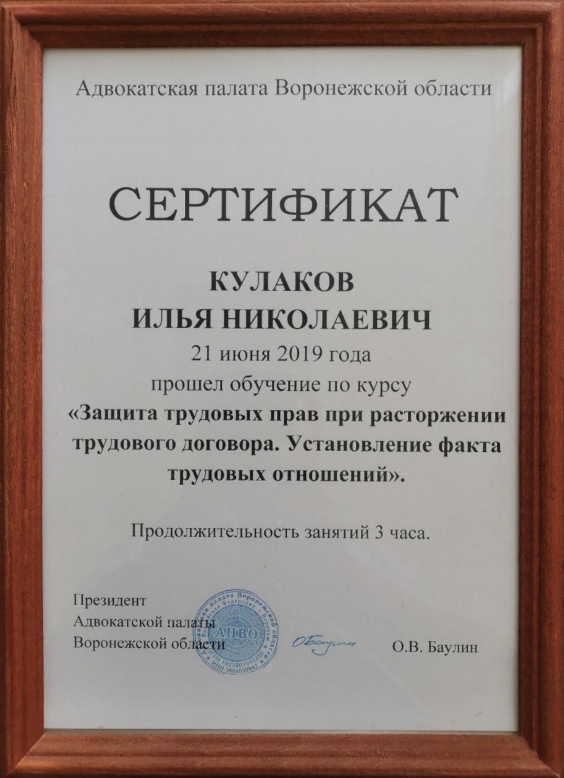 Адвокатская палата Воронежской области
СЕРТИФИКАТ
КУЛАКОВ
ИЛЬЯ НИКОЛАЕВИЧ
21 июня 2019 года
прошел обучение по курсу
«Защита трудовых прав при расторжении
трудового договора. Установление факта
трудовых отношений».
Продолжительность занятий 3 часа.
Президент
Адвокатской палаты
Воронежской области
АПВО
О.В. Баулин